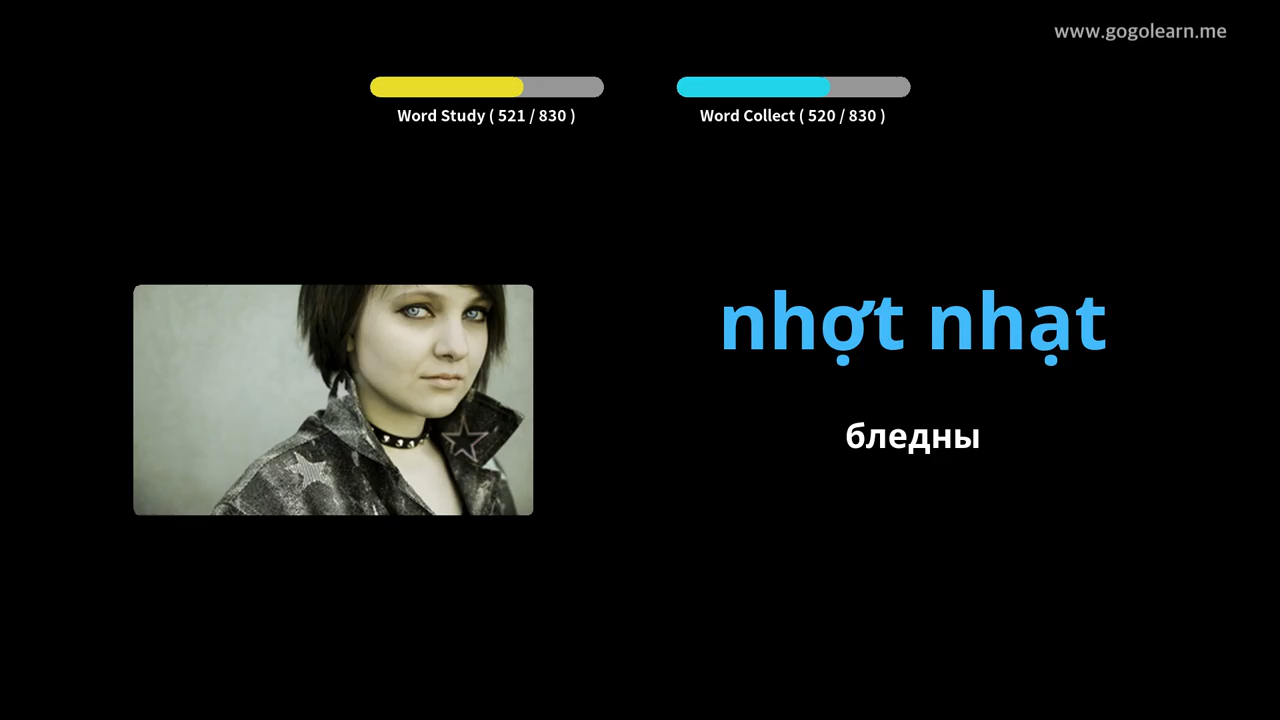 www.gogolearn.me
Word Study ( 521 / 830 )
Word Collect ( 520 / 830 )
nhợt nhạt
бледны